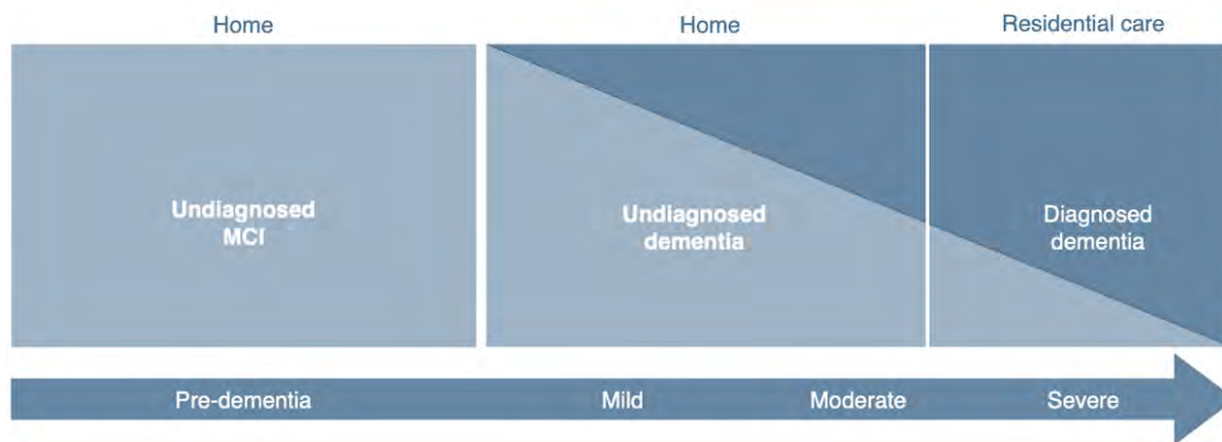 Home
Home
Residential care
Undiagnosed
MCI
Undiagnosed
dementia
Diagnosed
dementia
Pre-dementia
Mild
Moderate
Severe